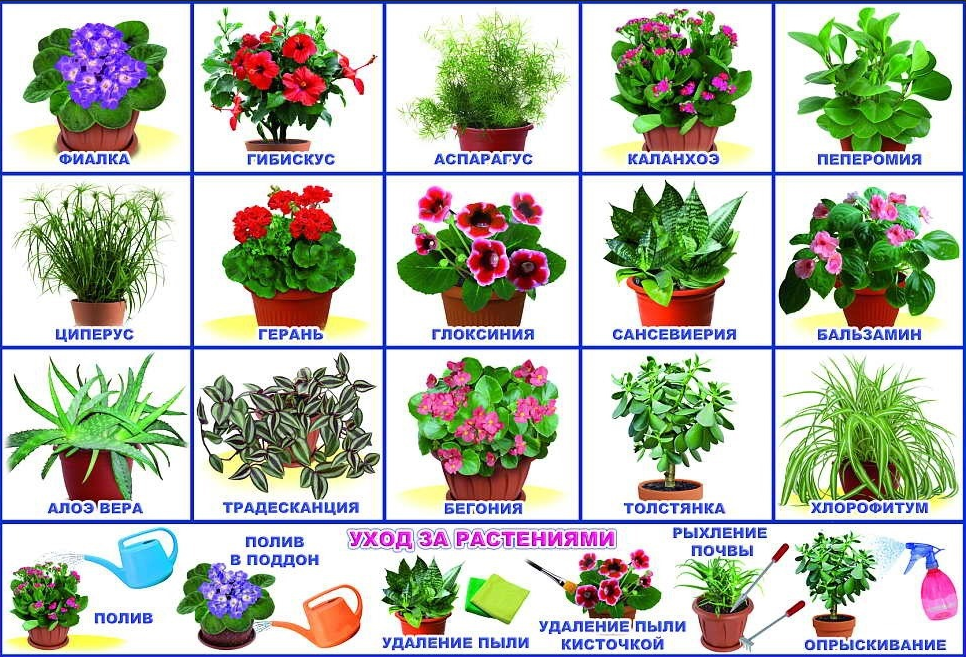 ФИАЛКА
ГИБИСКУС
АСПАРАГУС
КАЛАНХОЭ
ПЕПЕРОМИЯ
ЦИПЕРУС
ГЕРАНЬ
ГЛОКСИНИЯ
САНСЕВИЕРИЯ
БАЛЬЗАМИН
АЛОЭ ВЕРА
ТРАДЕСКАНЦИЯ
БЕГОНИЯ
ТОЛСТЯНКА
ХЛОРОФИТУМ
УХОД ЗА РАСТЕНИЯМИ
ПОЛИВ
ПОЛИВ
В ПОДДОН
УДАЛЕНИЕ ПЫЛИ
УДАЛЕНИЕ ПЫЛИ
КИСТОЧКОЙ
РЫХЛЕНИЕ
ПОЧВЫ
ОПРЫСКИВАНИЕ